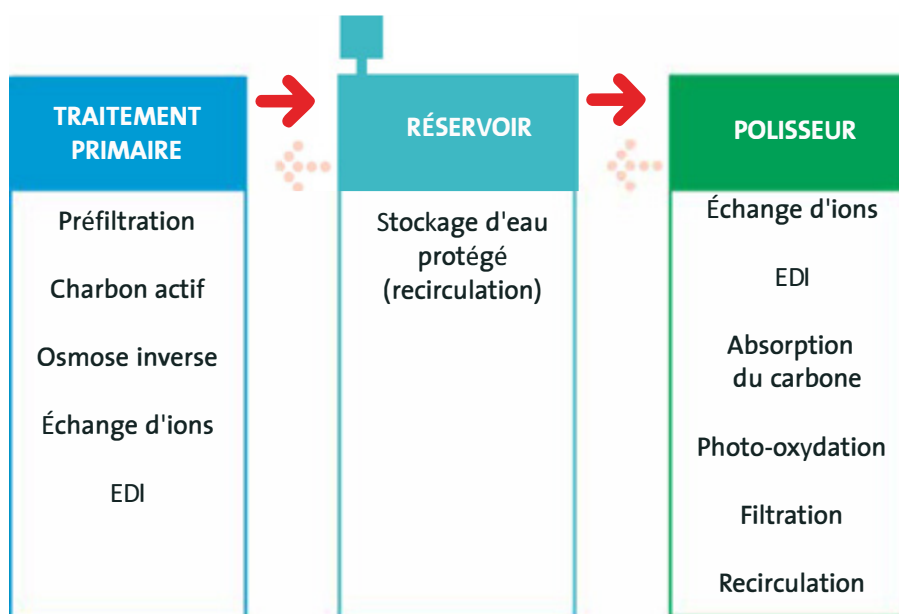 TRAITEMENT
PRIMAIRE
Préfiltration
Charbon actif
Osmose inverse
Échange d'ions
EDI
RÉSERVOIR
Stockage d'eau
protégé
(recirculation)
POLISSEUR
Échange d'ions
EDI
Absorption
du carbone
Photo-oxydation
Filtration
Recirculation